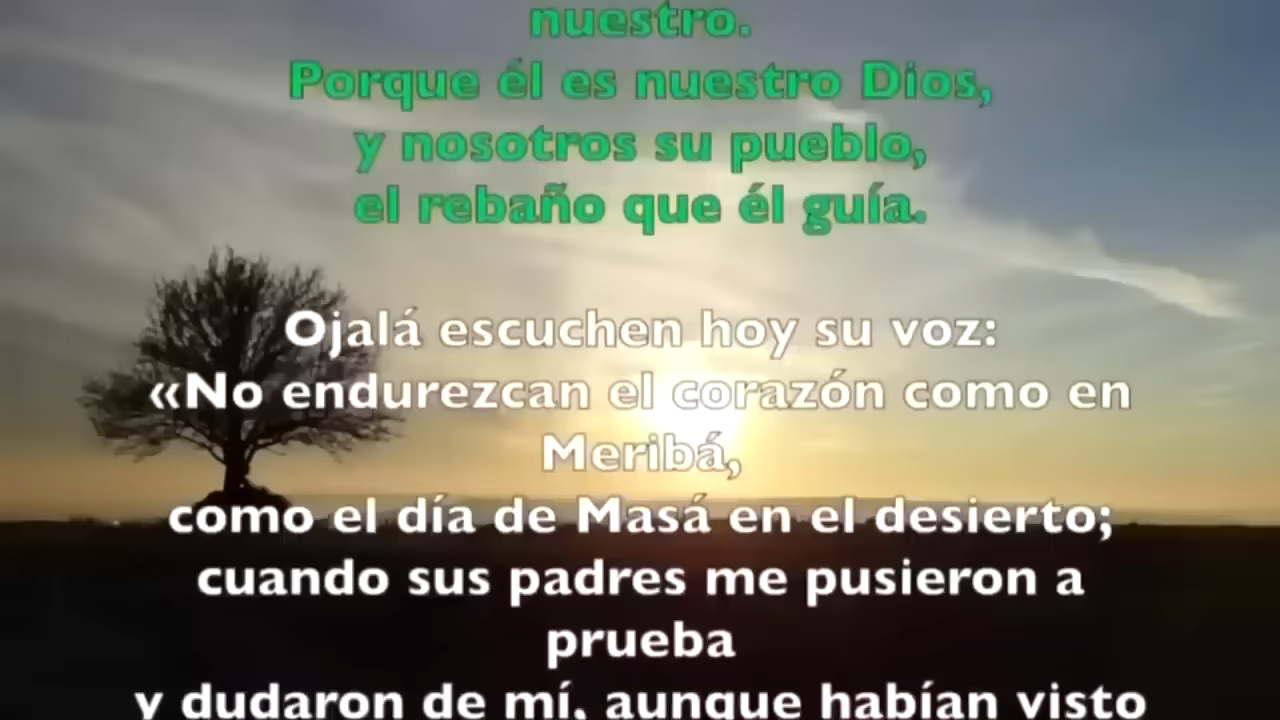 nuestro.
Porque él es nuestro Dios,
y nosotros su pueblo,
el rebaño que él guía.
Ojalá escuchen hoy su voz:
«No endurezcan el corazón como en
Meribá,
como el día de Masá en el desierto;
cuando sus padres me pusieron a
prueba
y dudaron de mí, aunque habían visto